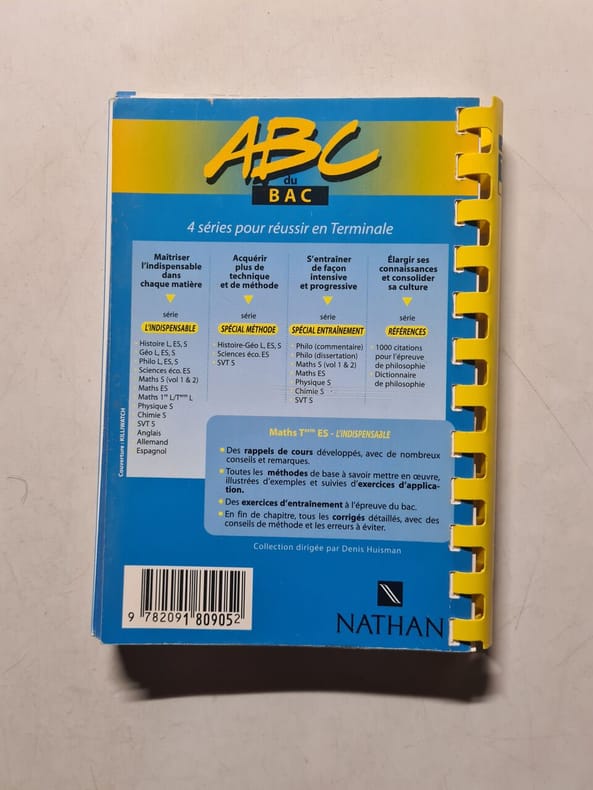 ABC
du
BAC
4 séries pour réussir en Terminale
Maîtriser
l'indispensable
dans
chaque matière
série
L'INDISPENSABLE
Histoire L, ES, S
Géo L, ES, S
Philo L, ES, S
Sciences éco. ES
Maths S (vol 1 & 2)
Maths ES
Maths 1re L/Term L
Physique S
Chimie S
SVT S
Anglais
Allemand
Espagnol
Acquérir
plus de
technique
et de méthode
série
SPÉCIAL MÉTHODE
Histoire-Géo L, ES, S
Sciences éco. ES
SVT S
S'entraîner
de façon
intensive
et progressive
série
SPÉCIAL ENTRAÎNEMENT
Philo (commentaire)
Philo (dissertation)
Maths S (vol 1 & 2)
Maths ES
Physique S
Chimie S
SVT S
Élargir ses
connaissances
et consolider
sa culture
série
RÉFÉRENCES
1000 citations
pour l'épreuve
de philosophie
Dictionnaire
de philosophie
Couverture : KILLIWATCH
Maths Term ES - L'INDISPENSABLE
Des rappels de cours développés, avec de nombreux
conseils et remarques.
Toutes les méthodes de base à savoir mettre en œuvre,
illustrées d'exemples et suivies d'exercices d'applica-
tion.
Des exercices d'entraînement à l'épreuve du bac.
En fin de chapitre, tous les corrigés détaillés, avec des
conseils de méthode et les erreurs à éviter.
Collection dirigée par Denis Huisman
9 782091 809052
NATHAN